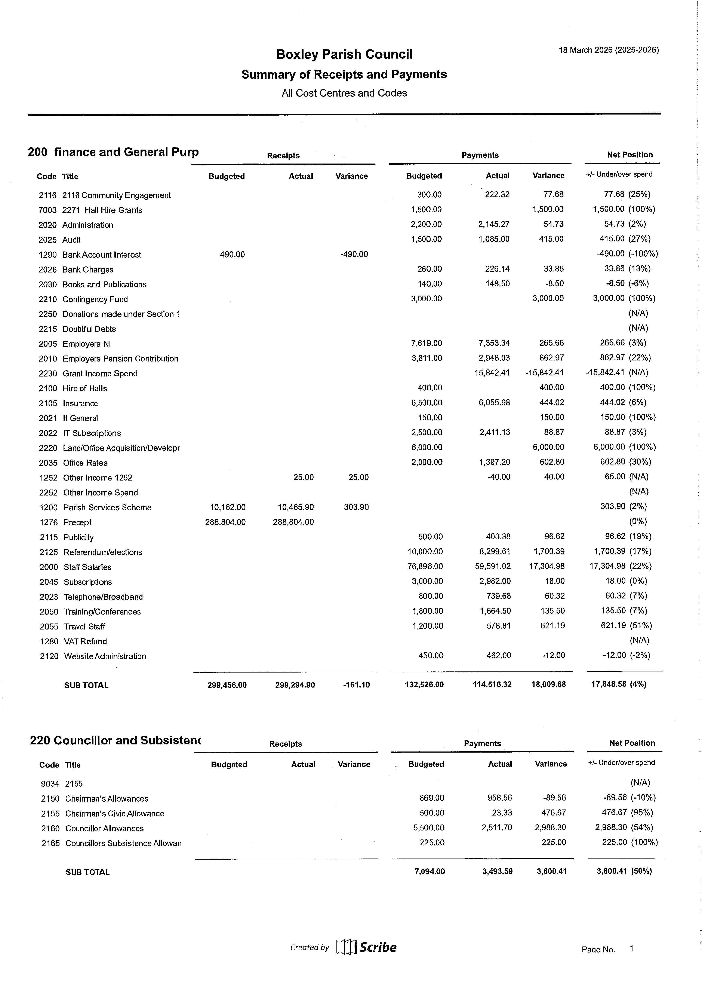 18 March 2026 (2025-2026)
Boxley Parish Council
Summary of Receipts and Payments
All Cost Centres and Codes
200 finance and General Purp Receipts Payments Net Position
Code Title Budgeted Actual Variance Budgeted Actual Variance +/- Under/over spend
2116 2116 Community Engagement 300.00 222.32 77.68 77.68 (25%)
7003 2271 Hall Hire Grants 1,500.00 1,500.00 1,500.00 (100%)
2020 Administration 2,200.00 2,145.27 54.73 54.73 (2%)
2025 Audit 1,500.00 1,085.00 415.00 415.00 (27%)
1290 Bank Account Interest 490.00 -490.00 -490.00 (-100%)
2026 Bank Charges 260.00 226.14 33.86 33.86 (13%)
2030 Books and Publications 140.00 148.50 -8.50 -8.50 (-6%)
2210 Contingency Fund 3,000.00 3,000.00 3,000.00 (100%)
2250 Donations made under Section 1 (N/A)
2215 Doubtful Debts (N/A)
2005 Employers NI 7,619.00 7,353.34 265.66 265.66 (3%)
2010 Employers Pension Contribution 3,811.00 2,948.03 862.97 862.97 (22%)
2230 Grant Income Spend 15,842.41 -15,842.41 -15,842.41 (N/A)
2100 Hire of Halls 400.00 400.00 400.00 (100%)
2105 Insurance 6,500.00 6,055.98 444.02 444.02 (6%)
2021 It General 150.00 150.00 150.00 (100%)
2022 IT Subscriptions 2,500.00 2,411.13 88.87 88.87 (3%)
2220 Land/Office Acquisition/Developr 6,000.00 6,000.00 6,000.00 (100%)
2035 Office Rates 2,000.00 1,397.20 602.80 602.80 (30%)
1252 Other Income 1252 25.00 25.00 -40.00 40.00 65.00 (N/A)
2252 Other Income Spend (N/A)
1200 Parish Services Scheme 10,162.00 10,465.90 303.90 303.90 (2%)
1276 Precept 288,804.00 288,804.00 (0%)
2115 Publicity 500.00 403.38 96.62 96.62 (19%)
2125 Referendum/elections 10,000.00 8,299.61 1,700.39 1,700.39 (17%)
2000 Staff Salaries 76,896.00 59,591.02 17,304.98 17,304.98 (22%)
2045 Subscriptions 3,000.00 2,982.00 18.00 18.00 (0%)
2023 Telephone/Broadband 800.00 739.68 60.32 60.32 (7%)
2050 Training/Conferences 1,800.00 1,664.50 135.50 135.50 (7%)
2055 Travel Staff 1,200.00 578.81 621.19 621.19 (51%)
1280 VAT Refund (N/A)
2120 Website Administration 450.00 462.00 -12.00 -12.00 (-2%)
SUB TOTAL 299,456.00 299,294.90 -161.10 132,526.00 114,516.32 18,009.68 17,848.58 (4%)
220 Councillor and Subsistenc Receipts Payments Net Position
Code Title Budgeted Actual Variance Budgeted Actual Variance +/- Under/over spend
9034 2155 (N/A)
2150 Chairman's Allowances 869.00 958.56 -89.56 -89.56 (-10%)
2155 Chairman's Civic Allowance 500.00 23.33 476.67 476.67 (95%)
2160 Councillor Allowances 5,500.00 2,511.70 2,988.30 2,988.30 (54%)
2165 Councillors Subsistence Allowan 225.00 225.00 225.00 (100%)
SUB TOTAL 7,094.00 3,493.59 3,600.41 3,600.41 (50%)
Created by Scribe
Page No. 1